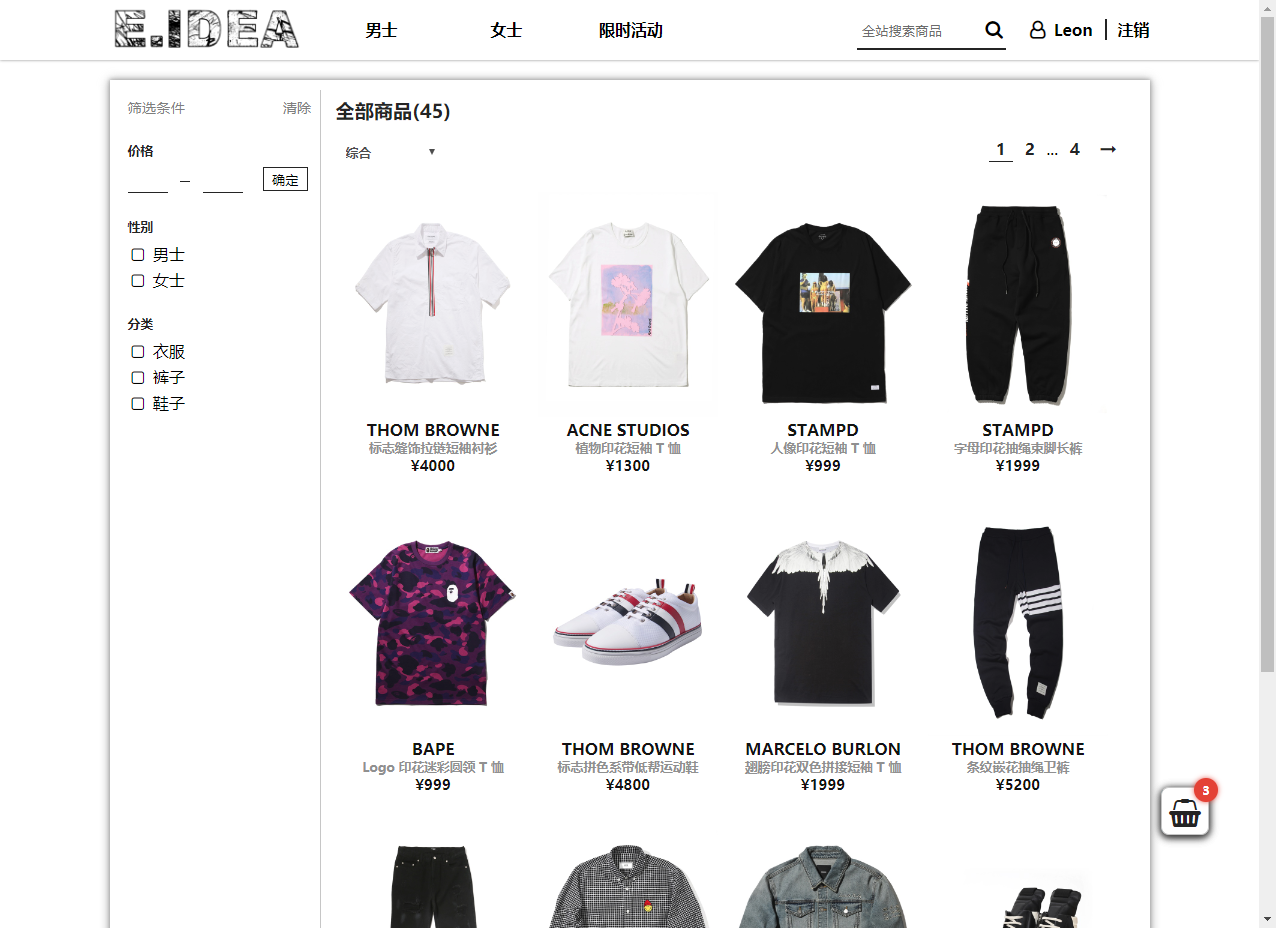 E.IDEA 男士 女士 限时活动 全站搜索商品 Leon 注销
筛选条件 清除
价格
— 确定
性别
男士
女士
分类
衣服
裤子
鞋子
全部商品(45)
综合 1 2 ... 4
THOM BROWNE
标志缝饰拉链短袖衬衫
¥4000
ACNE STUDIOS
植物印花短袖 T 恤
¥1300
STAMPD
人像印花短袖 T 恤
¥999
STAMPD
字母印花抽绳束脚长裤
¥1999
BAPE
Logo 印花迷彩圆领 T 恤
¥999
THOM BROWNE
标志拼色系带低帮运动鞋
¥4800
MARCELO BURLON
翅膀印花双色拼接短袖 T 恤
¥1999
THOM BROWNE
条纹嵌花抽绳卫裤
¥5200
3